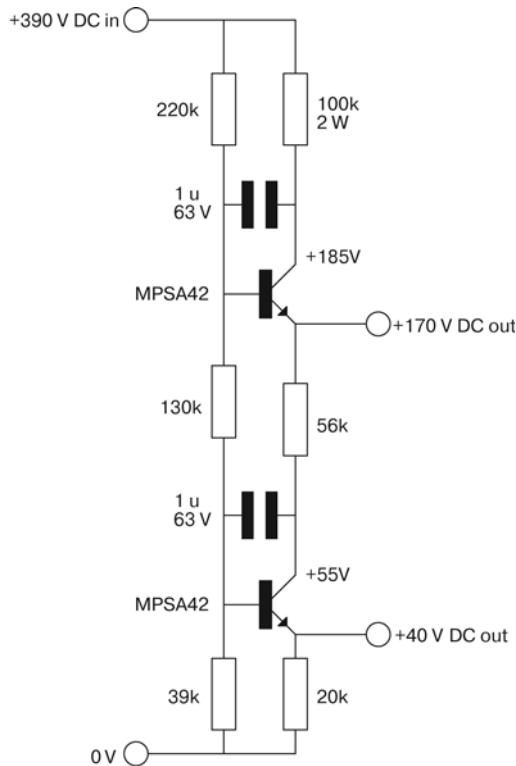 +390 V DC in
220k
100k
2 W
1 u
63 V
+185V
MPSA42
+170 V DC out
130k
56k
1 u
63 V
+55V
MPSA42
+40 V DC out
39k
20k
0 V